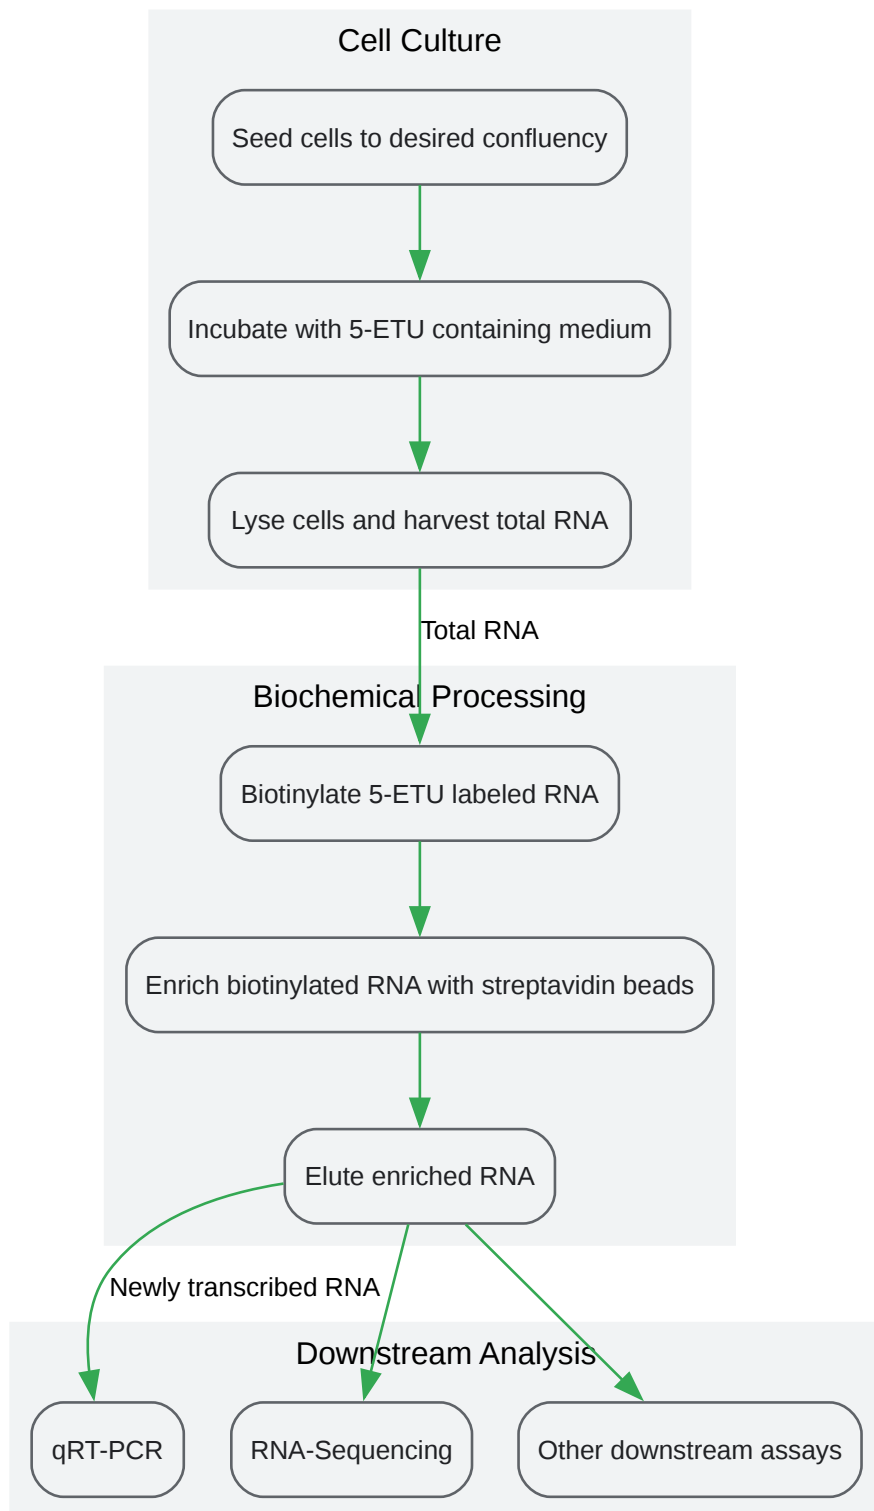 Cell Culture
Seed cells to desired confluency
Incubate with 5-ETU containing medium
Lyse cells and harvest total RNA
Total RNA
Biochemical Processing
Biotinylate 5-ETU labeled RNA
Enrich biotinylated RNA with streptavidin beads
Elute enriched RNA
Newly transcribed RNA
Downstream Analysis
qRT-PCR
RNA-Sequencing
Other downstream assays